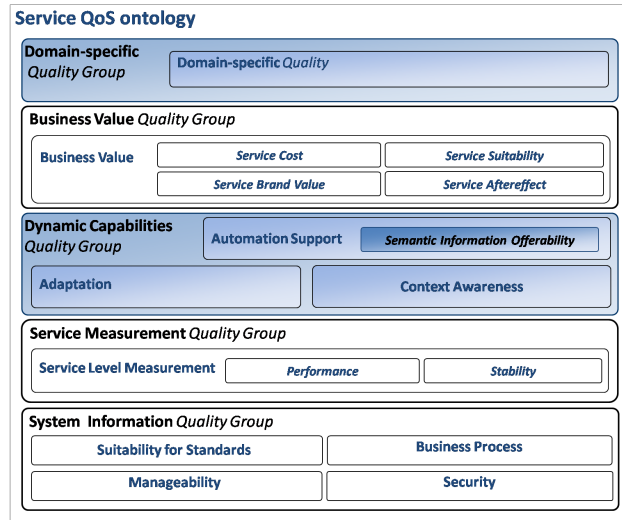 Service QoS ontology
Domain-specific
Quality Group
Domain-specific Quality
Business Value Quality Group
Business Value
Service Cost
Service Suitability
Service Brand Value
Service Aftereffect
Dynamic Capabilities
Quality Group
Automation Support
Semantic Information Offerability
Adaptation
Context Awareness
Service Measurement Quality Group
Service Level Measurement
Performance
Stability
System Information Quality Group
Suitability for Standards
Business Process
Manageability
Security